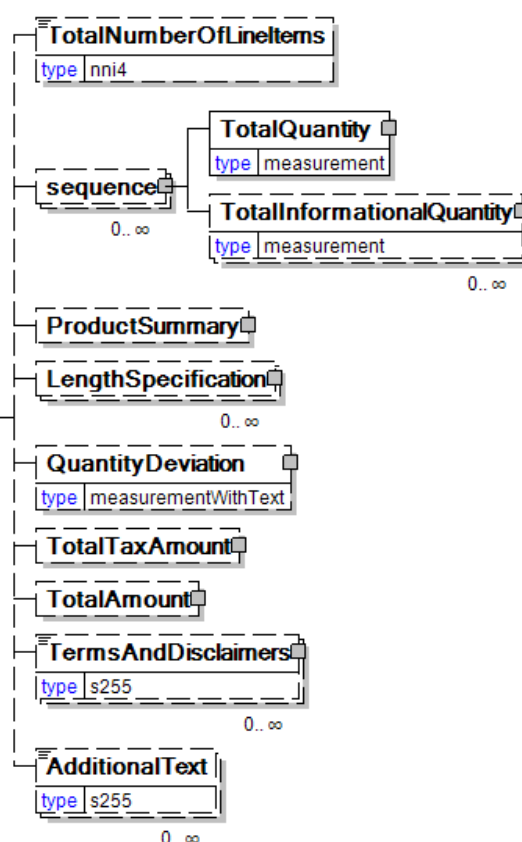 TotalNumberOfLineItems
type nni4
TotalQuantity
type measurement
sequence
0.. ∞
TotalInformationalQuantity
type measurement
0.. ∞
ProductSummary
LengthSpecification
0.. ∞
QuantityDeviation
type measurementWithText
TotalTaxAmount
TotalAmount
TermsAndDisclaimers
type s255
0.. ∞
AdditionalText
type s255
0.. ∞